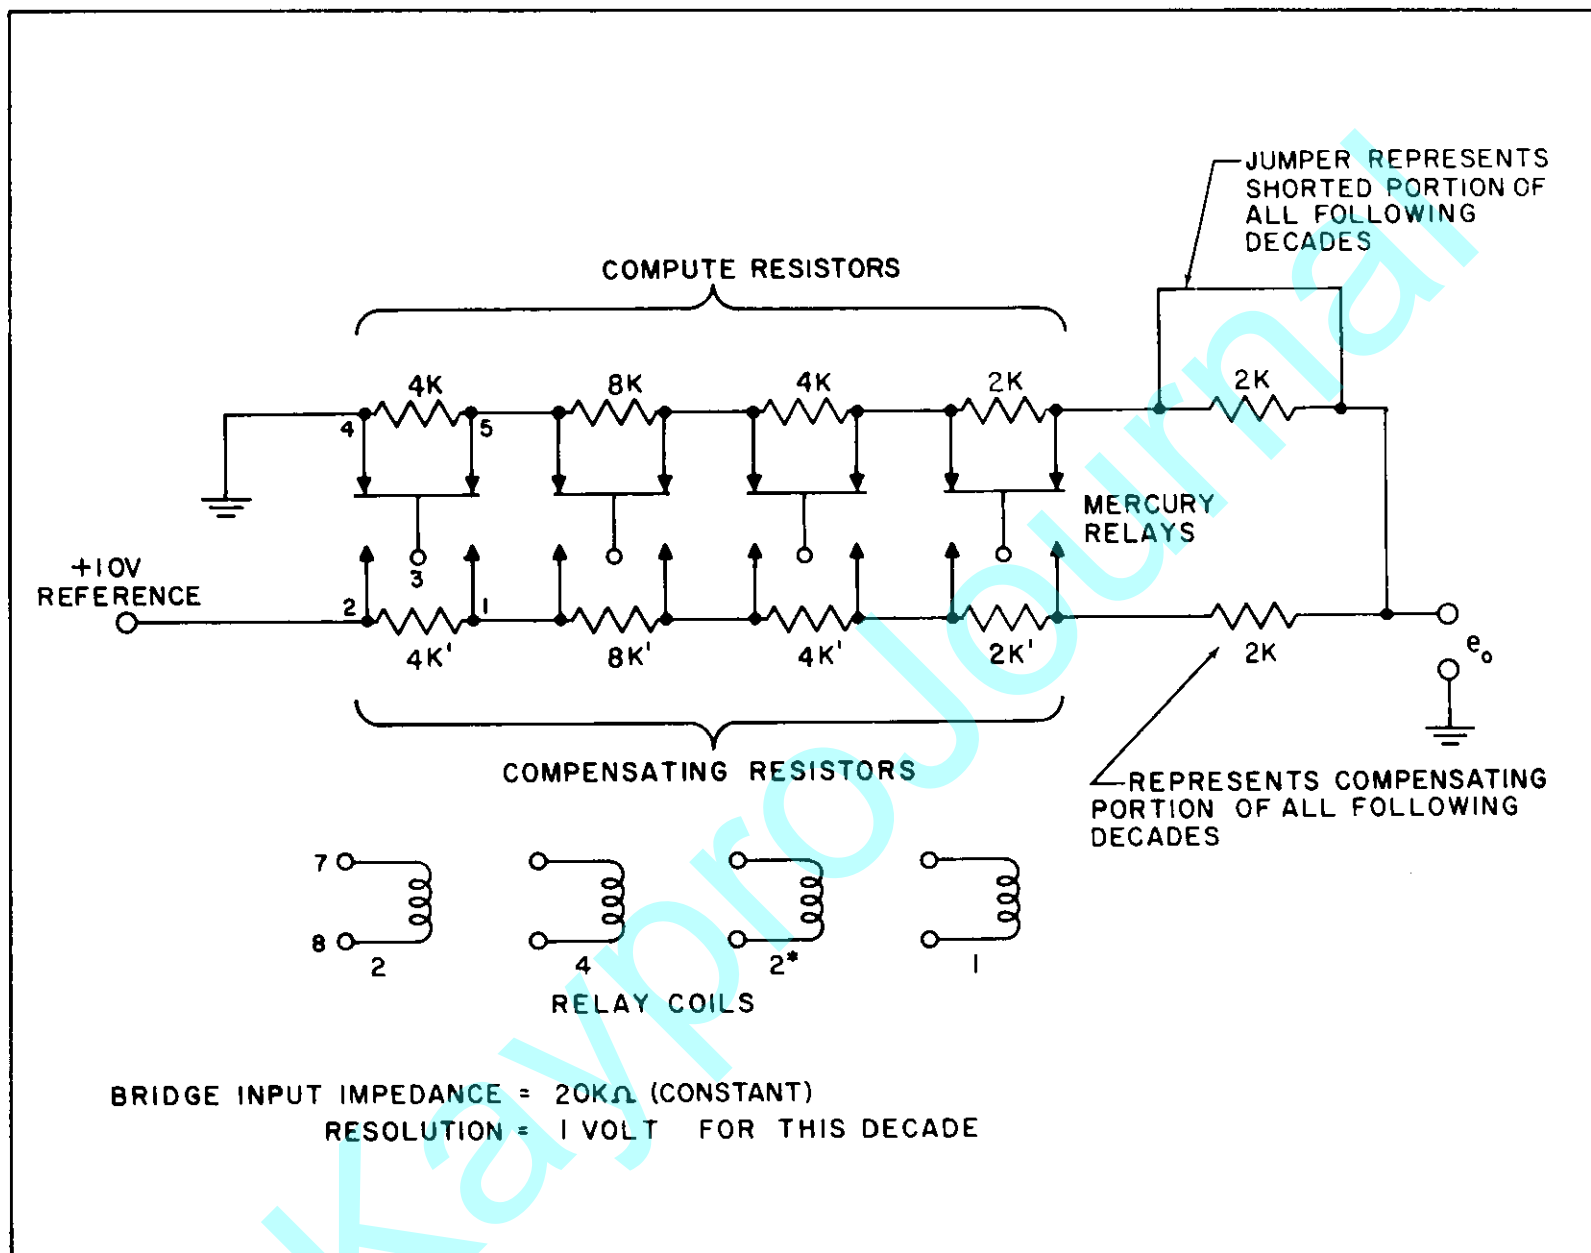 JUMPER REPRESENTS
SHORTED PORTION OF
ALL FOLLOWING
DECADES
COMPUTE RESISTORS
4K
8K
4K
2K
2K
4
5
MERCURY
RELAYS
3
+10V
REFERENCE
2
1
4K'
8K'
4K'
2K'
2K
eo
COMPENSATING RESISTORS
REPRESENTS COMPENSATING
PORTION OF ALL FOLLOWING
DECADES
7
8
2
4
2*
1
RELAY COILS
BRIDGE INPUT IMPEDANCE = 20KΩ (CONSTANT)
RESOLUTION = 1 VOLT FOR THIS DECADE
KayproJournal